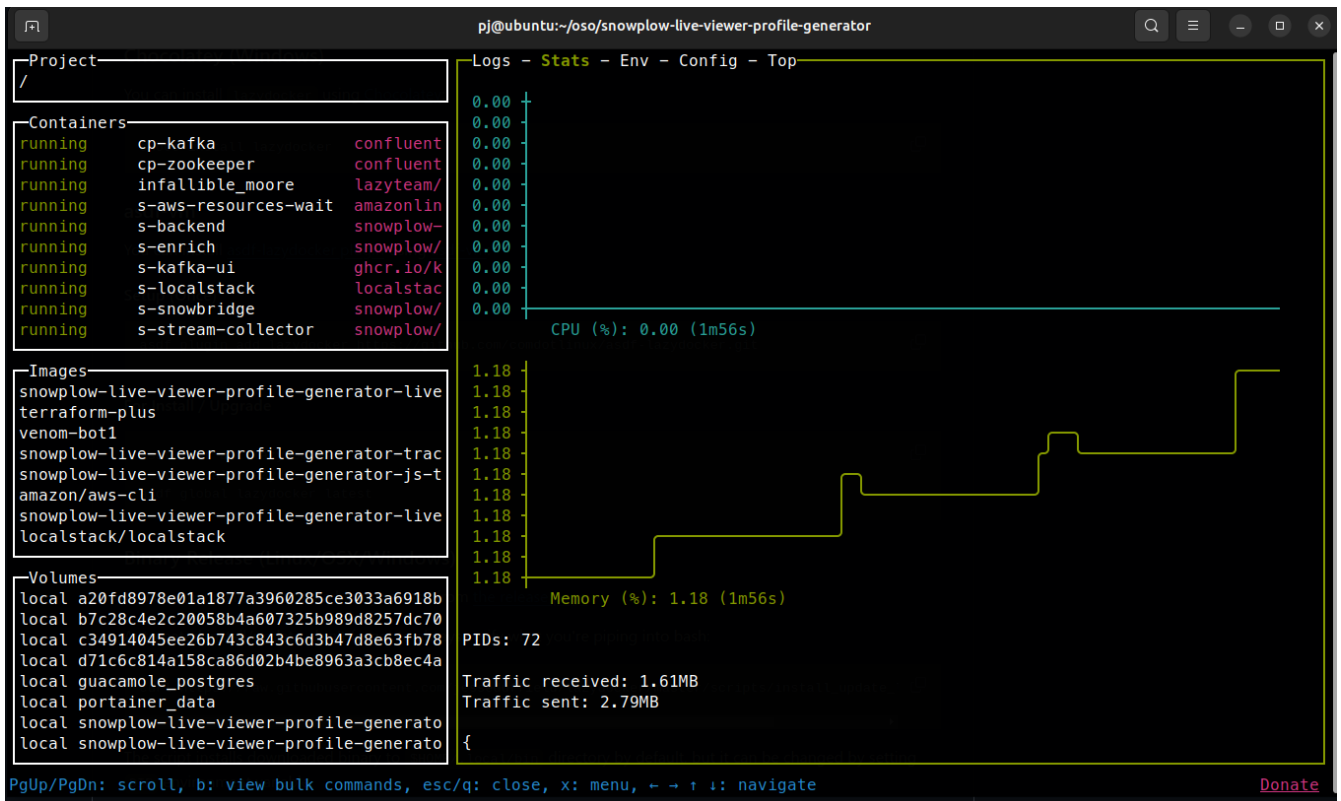 pj@ubuntu:~/oso/snowplow-live-viewer-profile-generator
Project
/
Containers
running cp-kafka confluent
running cp-zookeeper confluent
running infallible_moore lazyteam/
running s-aws-resources-wait amazonlin
running s-backend snowplow-
running s-enrich snowplow/
running s-kafka-ui ghcr.io/k
running s-localstack localstac
running s-snowbridge snowplow/
running s-stream-collector snowplow/
Images
snowplow-live-viewer-profile-generator-live
terraform-plus
venom-bot1
snowplow-live-viewer-profile-generator-trac
snowplow-live-viewer-profile-generator-js-t
amazon/aws-cli
snowplow-live-viewer-profile-generator-live
localstack/localstack
Volumes
local a20fd8978e01a1877a3960285ce3033a6918b
local b7c28c4e2c20058b4a607325b989d8257dc70
local c34914045ee26b743c843c6d3b47d8e63fb78
local d71c6c814a158ca86d02b4be8963a3cb8ec4a
local guacamole_postgres
local portainer_data
local snowplow-live-viewer-profile-generato
local snowplow-live-viewer-profile-generato
Logs - Stats - Env - Config - Top
0.00
0.00
0.00
0.00
0.00
0.00
0.00
0.00
0.00
0.00
0.00
CPU (%): 0.00 (1m56s)
1.18
1.18
1.18
1.18
1.18
1.18
1.18
1.18
1.18
1.18
1.18
Memory (%): 1.18 (1m56s)
PIDs: 72
Traffic received: 1.61MB
Traffic sent: 2.79MB
{
PgUp/PgDn: scroll, b: view bulk commands, esc/q: close, x: menu, ← → ↑ ↓: navigate
Donate